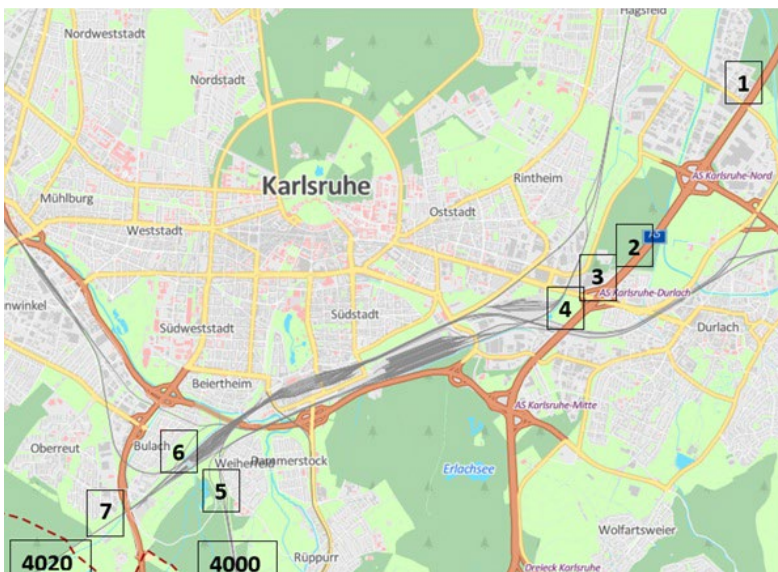 Hagsfeld
Nordweststadt
Nordstadt
1
Mühlburg
Karlsruhe
Rintheim
AS Karlsruhe-Nord
Weststadt
Oststadt
2
A5
3
AS Karlsruhe-Durlach
nwinkel
4
Südweststadt
Südstadt
Durlach
Beiertheim
AS Karlsruhe-Mitte
Oberreut
Bulach
6
Weiherfeld
Dammerstock
Erlachsee
5
7
Wolfartsweier
4020
4000
Rüppurr
Dreieck Karlsruhe